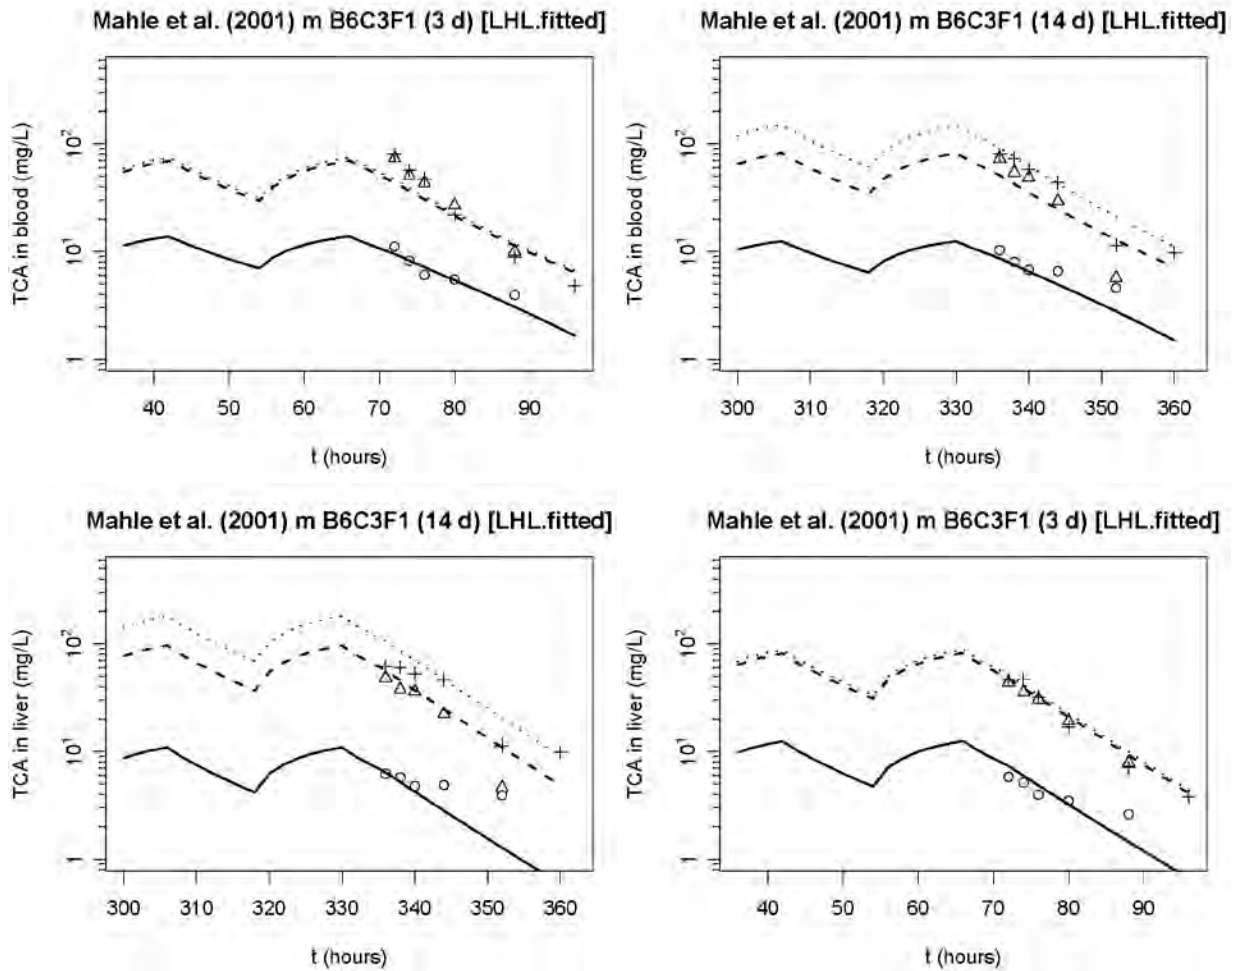 Mahle et al. (2001) m B6C3F1 (3 d) [LHL.fitted]
TCA in blood (mg/L)
10²
10¹
1
40 50 60 70 80 90
t (hours)
Mahle et al. (2001) m B6C3F1 (14 d) [LHL.fitted]
TCA in blood (mg/L)
10²
10¹
1
300 310 320 330 340 350 360
t (hours)
Mahle et al. (2001) m B6C3F1 (14 d) [LHL.fitted]
TCA in liver (mg/L)
10²
10¹
1
300 310 320 330 340 350 360
t (hours)
Mahle et al. (2001) m B6C3F1 (3 d) [LHL.fitted]
TCA in liver (mg/L)
10²
10¹
1
40 50 60 70 80 90
t (hours)